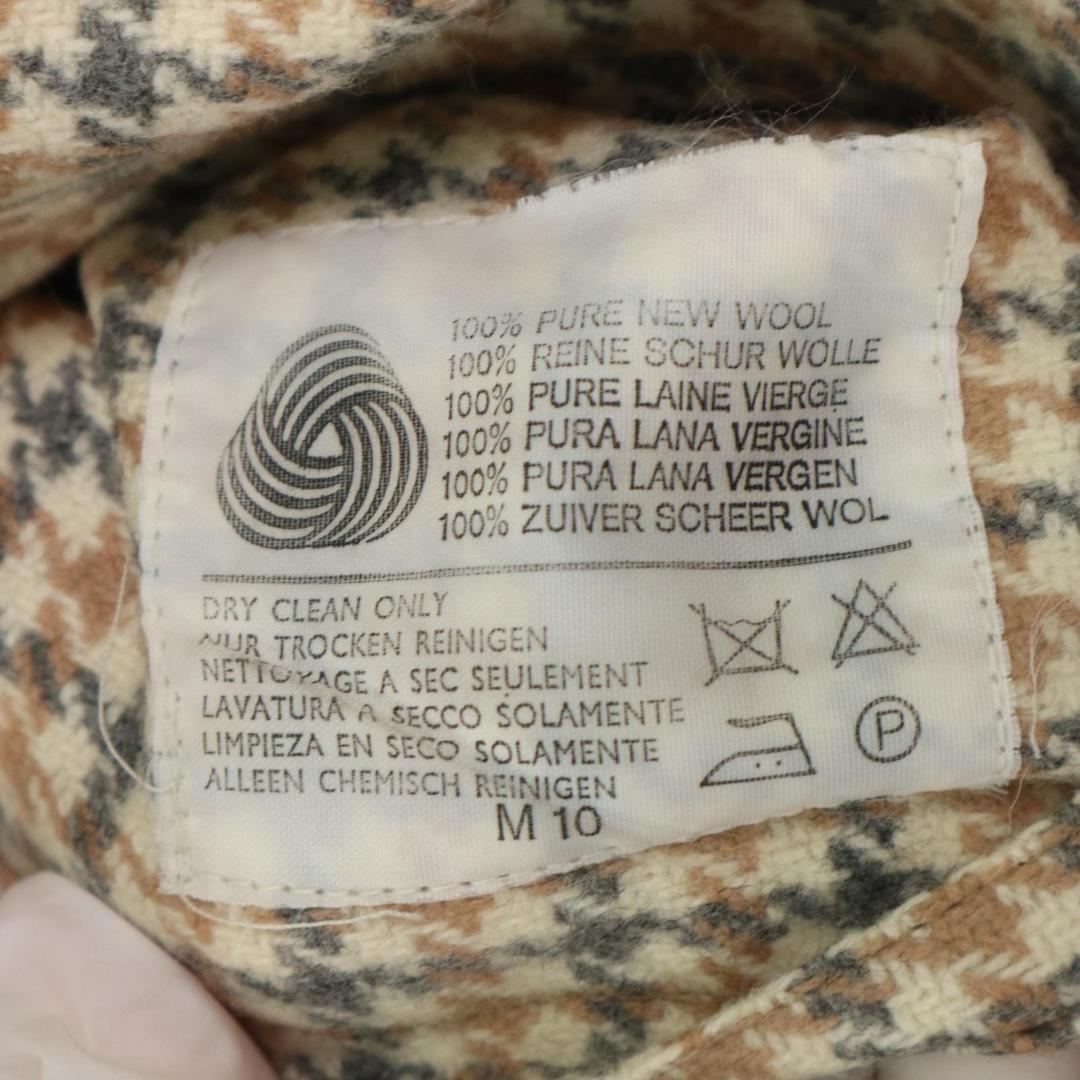 100% PURE NEW WOOL
100% REINE SCHUR WOLLE
100% PURE LAINE VIERGE
100% PURA LANA VERGINE
100% PURA LANA VERGEN
100% ZUIVER SCHEER WOL
DRY CLEAN ONLY
NUR TROCKEN REINIGEN
NETTOYAGE A SEC SEULEMENT
LAVATURA A SECCO SOLAMENTE
LIMPIEZA EN SECO SOLAMENTE
ALLEEN CHEMISCH REINIGEN
P
M 10